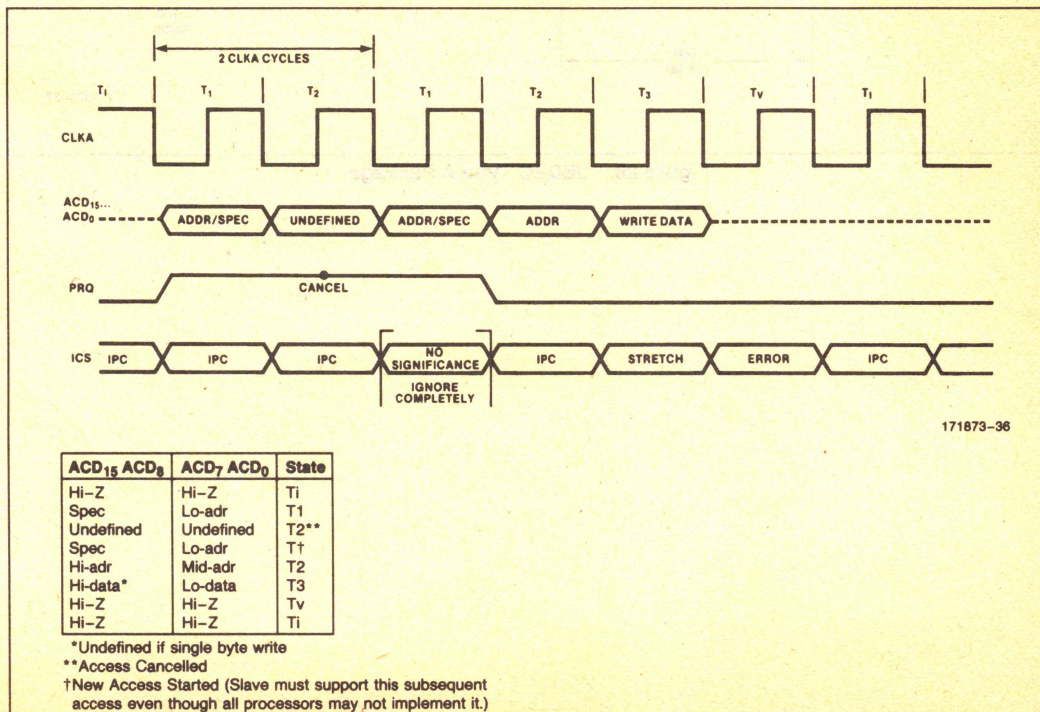 2 CLKA CYCLES
Ti T1 T2 T1 T2 T3 Tv Ti
CLKA
ACD15...
ACD0 ADDR/SPEC UNDEFINED ADDR/SPEC ADDR WRITE DATA
PRQ CANCEL
ICS IPC IPC IPC NO SIGNIFICANCE IPC STRETCH ERROR IPC
IGNORE COMPLETELY
171873-36
ACD15 ACD8 ACD7 ACD0 State
Hi-Z Hi-Z Ti
Spec Lo-adr T1
Undefined Undefined T2**
Spec Lo-adr T†
Hi-adr Mid-adr T2
Hi-data* Lo-data T3
Hi-Z Hi-Z Tv
Hi-Z Hi-Z Ti
*Undefined if single byte write
**Access Cancelled
†New Access Started (Slave must support this subsequent
access even though all processors may not implement it.)